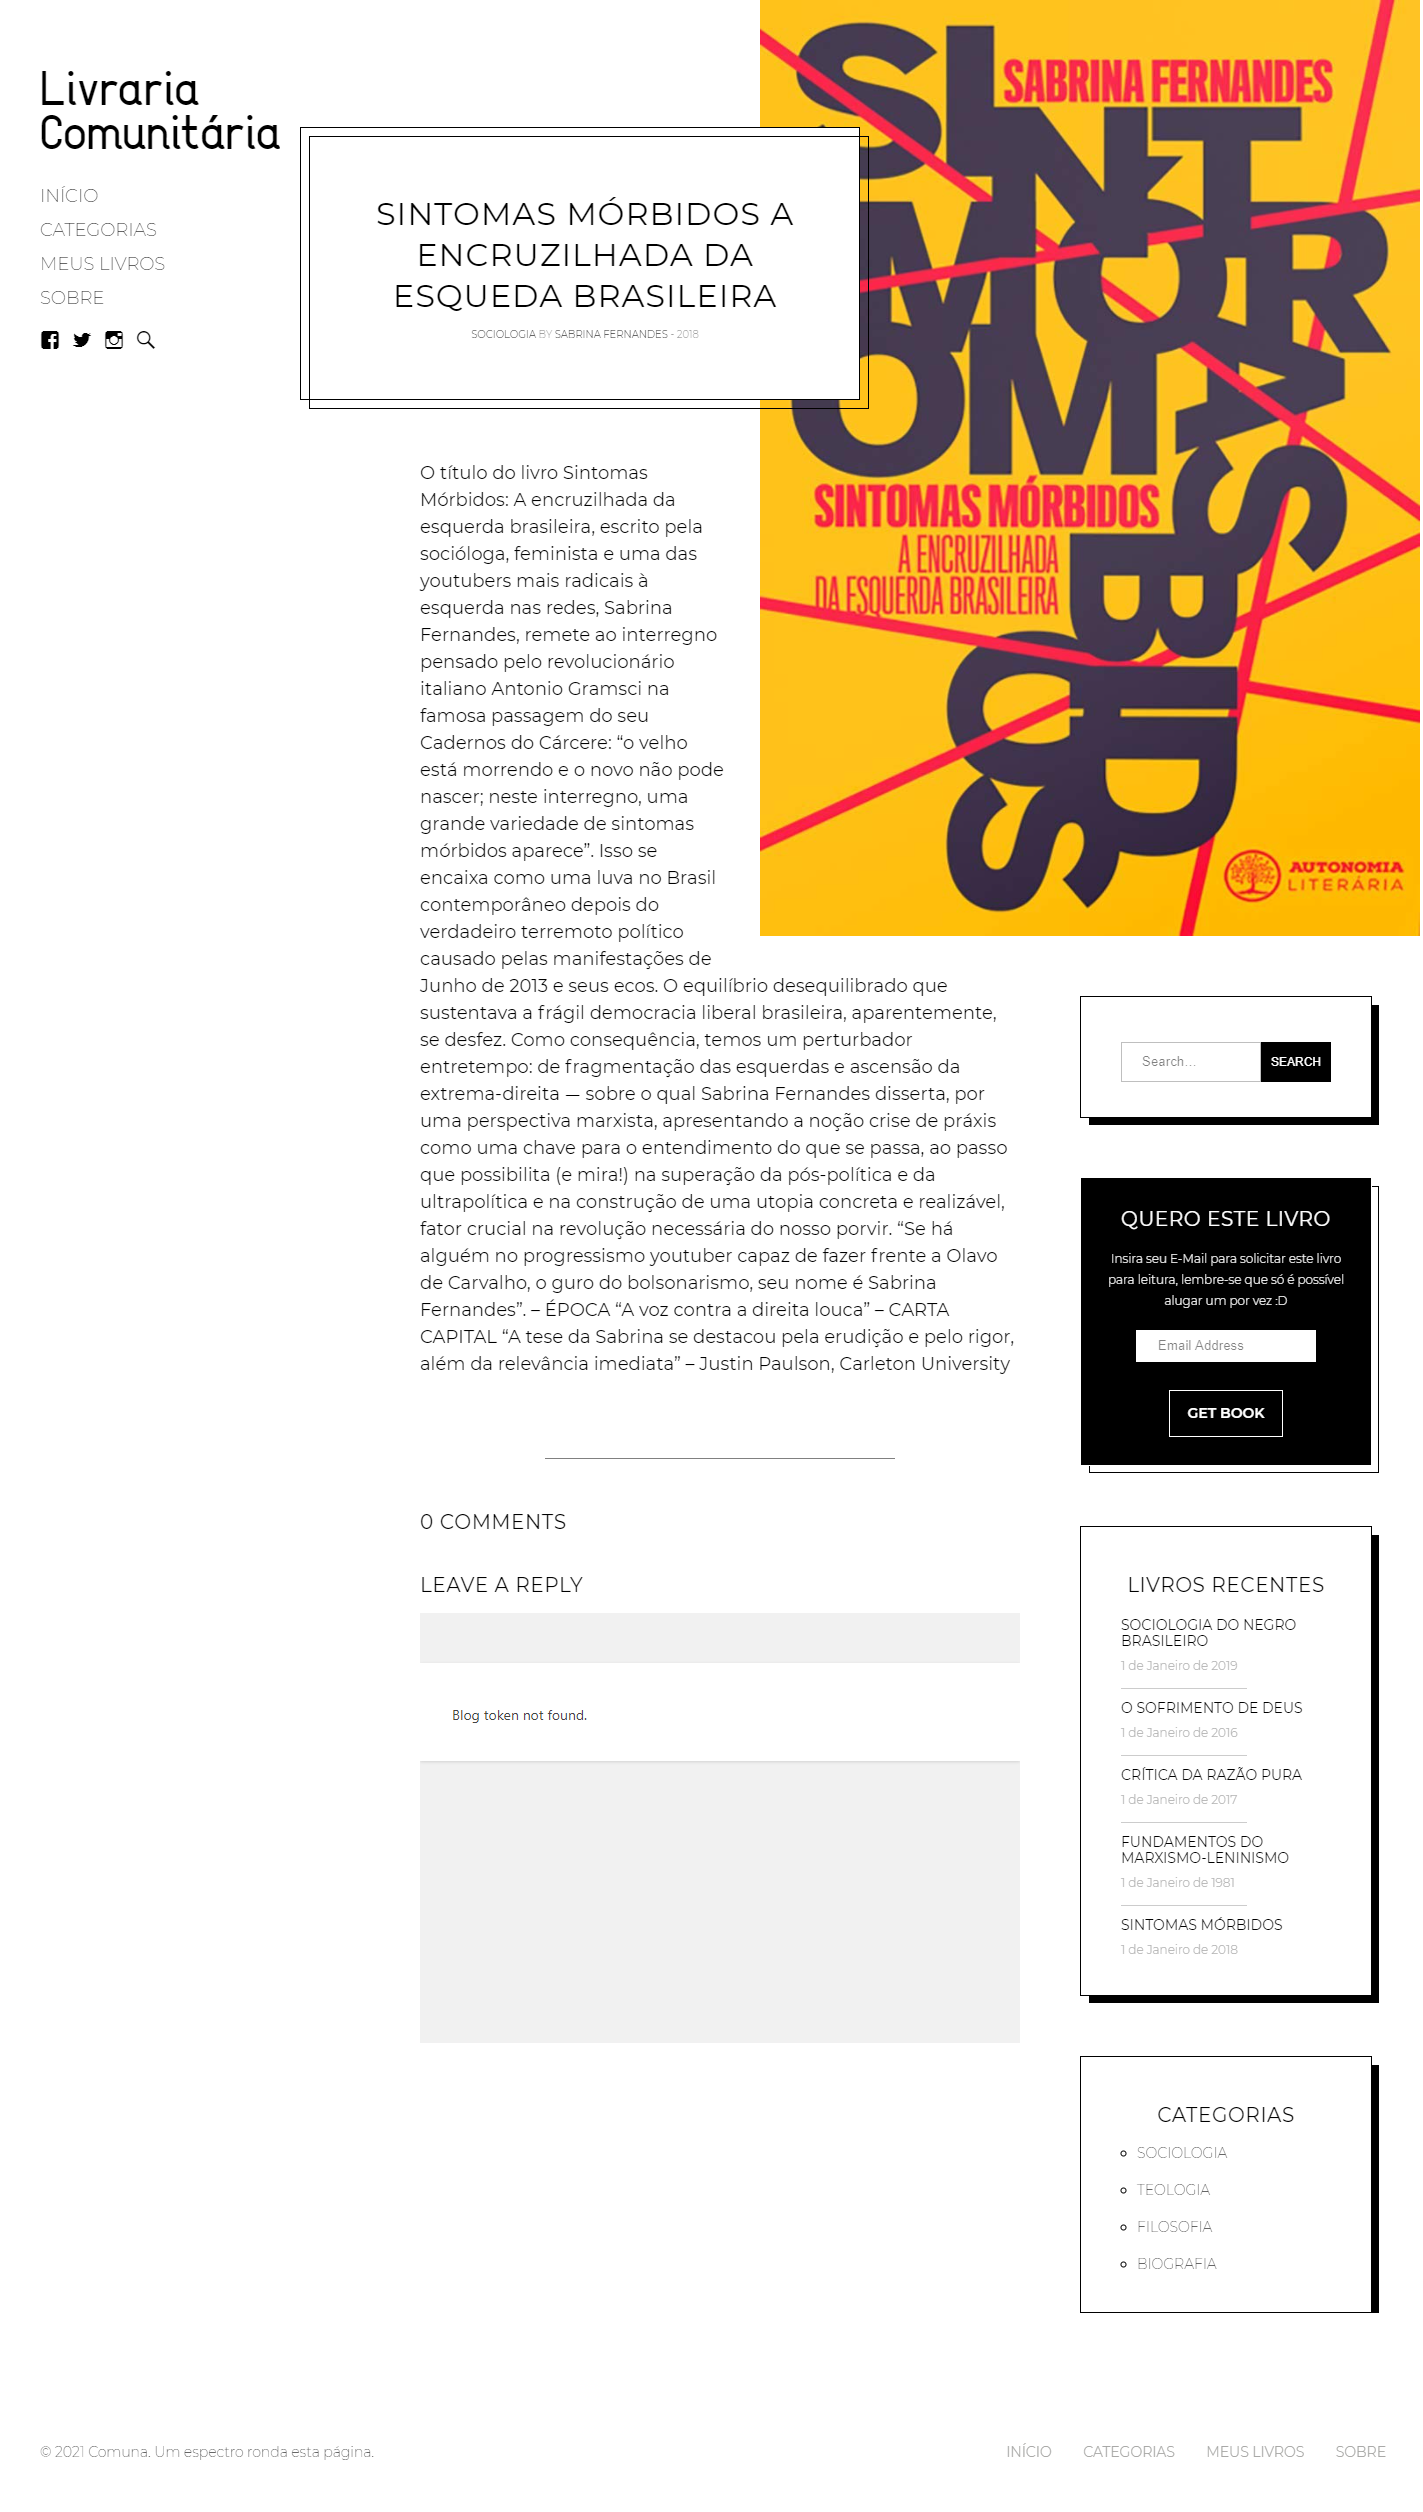 Livraria
Comunitária
INÍCIO
CATEGORIAS
MEUS LIVROS
SOBRE
SINTOMAS MÓRBIDOS A
ENCRUZILHADA DA
ESQUEDA BRASILEIRA
SOCIOLOGIA BY SABRINA FERNANDES - 2018
SABRINA FERNANDES
SINTOMAS MÓRBIDOS
SINTOMAS MÓRBIDOS
A ENCRUZILHADA
DA ESQUERDA BRASILEIRA
AUTONOMIA
LITERÁRIA
O título do livro Sintomas
Mórbidos: A encruzilhada da
esquerda brasileira, escrito pela
socióloga, feminista e uma das
youtubers mais radicais à
esquerda nas redes, Sabrina
Fernandes, remete ao interregno
pensado pelo revolucionário
italiano Antonio Gramsci na
famosa passagem do seu
Cadernos do Cárcere: “o velho
está morrendo e o novo não pode
nascer; neste interregno, uma
grande variedade de sintomas
mórbidos aparece”. Isso se
encaixa como uma luva no Brasil
contemporâneo depois do
verdadeiro terremoto político
causado pelas manifestações de
Junho de 2013 e seus ecos. O equilíbrio desequilibrado que
sustentava a frágil democracia liberal brasileira, aparentemente,
se desfez. Como consequência, temos um perturbador
entretempo: de fragmentação das esquerdas e ascensão da
extrema-direita — sobre o qual Sabrina Fernandes disserta, por
uma perspectiva marxista, apresentando a noção crise de práxis
como uma chave para o entendimento do que se passa, ao passo
que possibilita (e mira!) na superação da pós-política e da
ultrapolítica e na construção de uma utopia concreta e realizável,
fator crucial na revolução necessária do nosso porvir. “Se há
alguém no progressismo youtuber capaz de fazer frente a Olavo
de Carvalho, o guro do bolsonarismo, seu nome é Sabrina
Fernandes”. – ÉPOCA “A voz contra a direita louca” – CARTA
CAPITAL “A tese da Sabrina se destacou pela erudição e pelo rigor,
além da relevância imediata” – Justin Paulson, Carleton University
0 COMMENTS
LEAVE A REPLY
Blog token not found.
Search...
SEARCH
QUERO ESTE LIVRO
Insira seu E-Mail para solicitar este livro
para leitura, lembre-se que só é possível
alugar um por vez :D
Email Address
GET BOOK
LIVROS RECENTES
SOCIOLOGIA DO NEGRO
BRASILEIRO
1 de Janeiro de 2019
O SOFRIMENTO DE DEUS
1 de Janeiro de 2016
CRÍTICA DA RAZÃO PURA
1 de Janeiro de 2017
FUNDAMENTOS DO
MARXISMO-LENINISMO
1 de Janeiro de 1981
SINTOMAS MÓRBIDOS
1 de Janeiro de 2018
CATEGORIAS
SOCIOLOGIA
TEOLOGIA
FILOSOFIA
BIOGRAFIA
© 2021 Comuna. Um espectro ronda esta página.
INÍCIO
CATEGORIAS
MEUS LIVROS
SOBRE